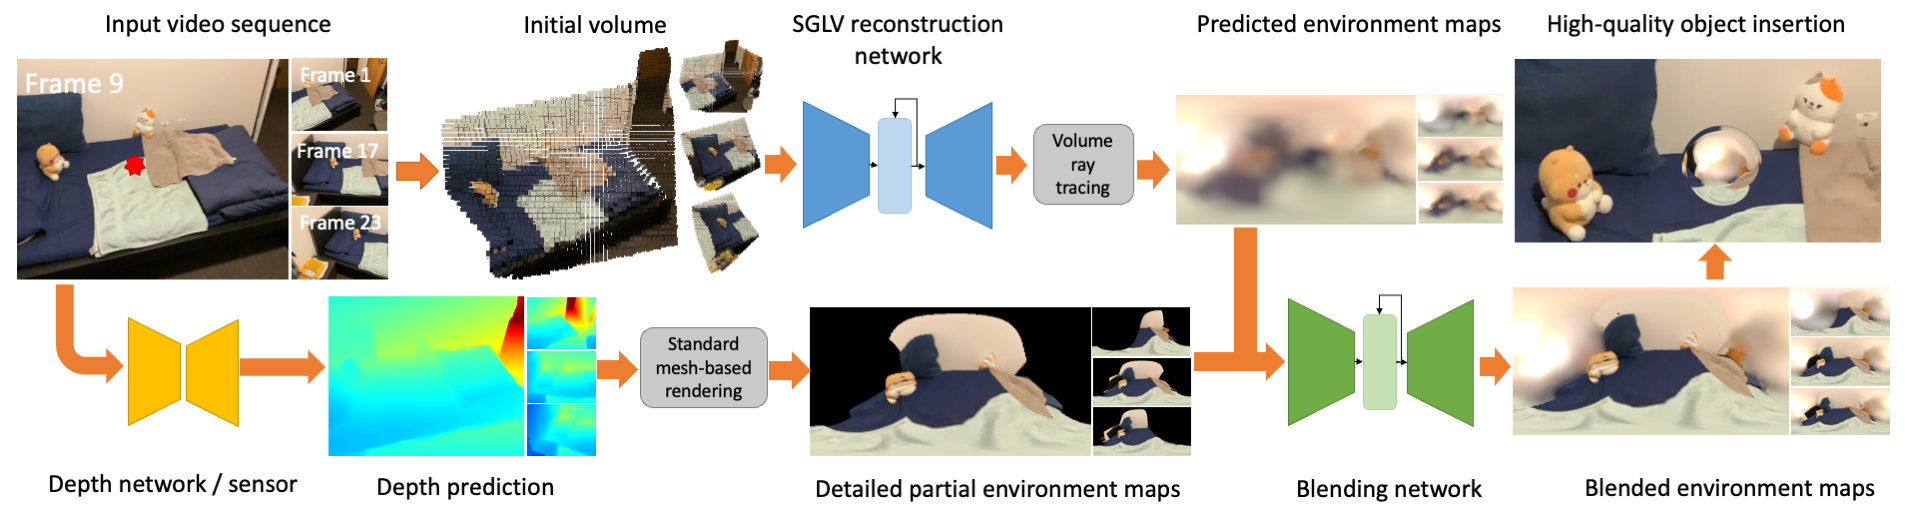 Input video sequence
Initial volume
SGLV reconstruction
network
Predicted environment maps
High-quality object insertion
Frame 9
Frame 1
Frame 17
Frame 23
Volume
ray
tracing
Standard
mesh-based
rendering
Depth network / sensor
Depth prediction
Detailed partial environment maps
Blending network
Blended environment maps